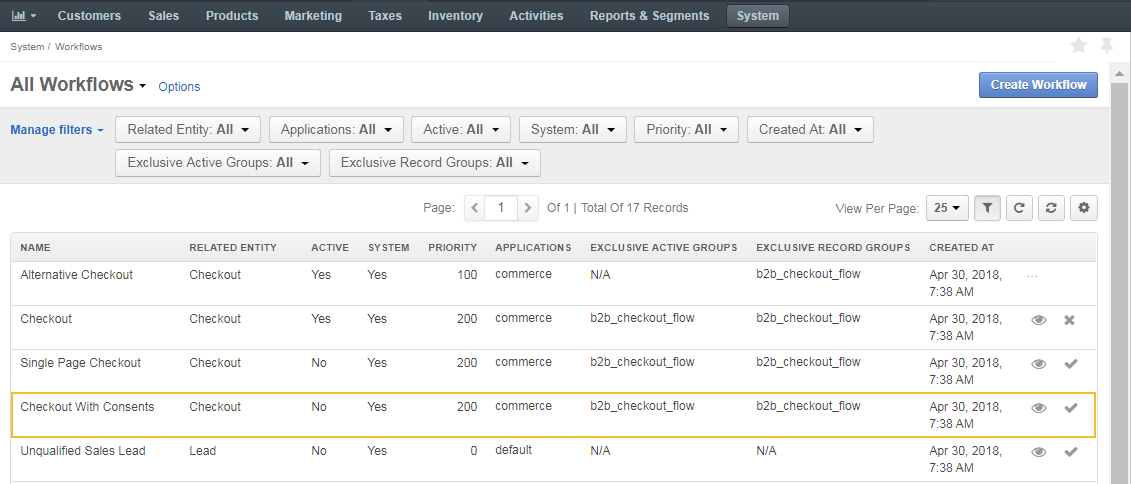 Customers Sales Products Marketing Taxes Inventory Activities Reports & Segments System
System / Workflows
All Workflows Options Create Workflow
Manage filters Related Entity: All Applications: All Active: All System: All Priority: All Created At: All
Exclusive Active Groups: All Exclusive Record Groups: All
Page: 1 Of 1 | Total Of 17 Records View Per Page: 25
NAME RELATED ENTITY ACTIVE SYSTEM PRIORITY APPLICATIONS EXCLUSIVE ACTIVE GROUPS EXCLUSIVE RECORD GROUPS CREATED AT
Alternative Checkout Checkout Yes Yes 100 commerce N/A b2b_checkout_flow Apr 30, 2018, ...
7:38 AM
Checkout Checkout Yes Yes 200 commerce b2b_checkout_flow b2b_checkout_flow Apr 30, 2018,
7:38 AM
Single Page Checkout Checkout No Yes 200 commerce b2b_checkout_flow b2b_checkout_flow Apr 30, 2018,
7:38 AM
Checkout With Consents Checkout No Yes 200 commerce b2b_checkout_flow b2b_checkout_flow Apr 30, 2018,
7:38 AM
Unqualified Sales Lead Lead No Yes 0 default N/A N/A Apr 30, 2018,
7:38 AM